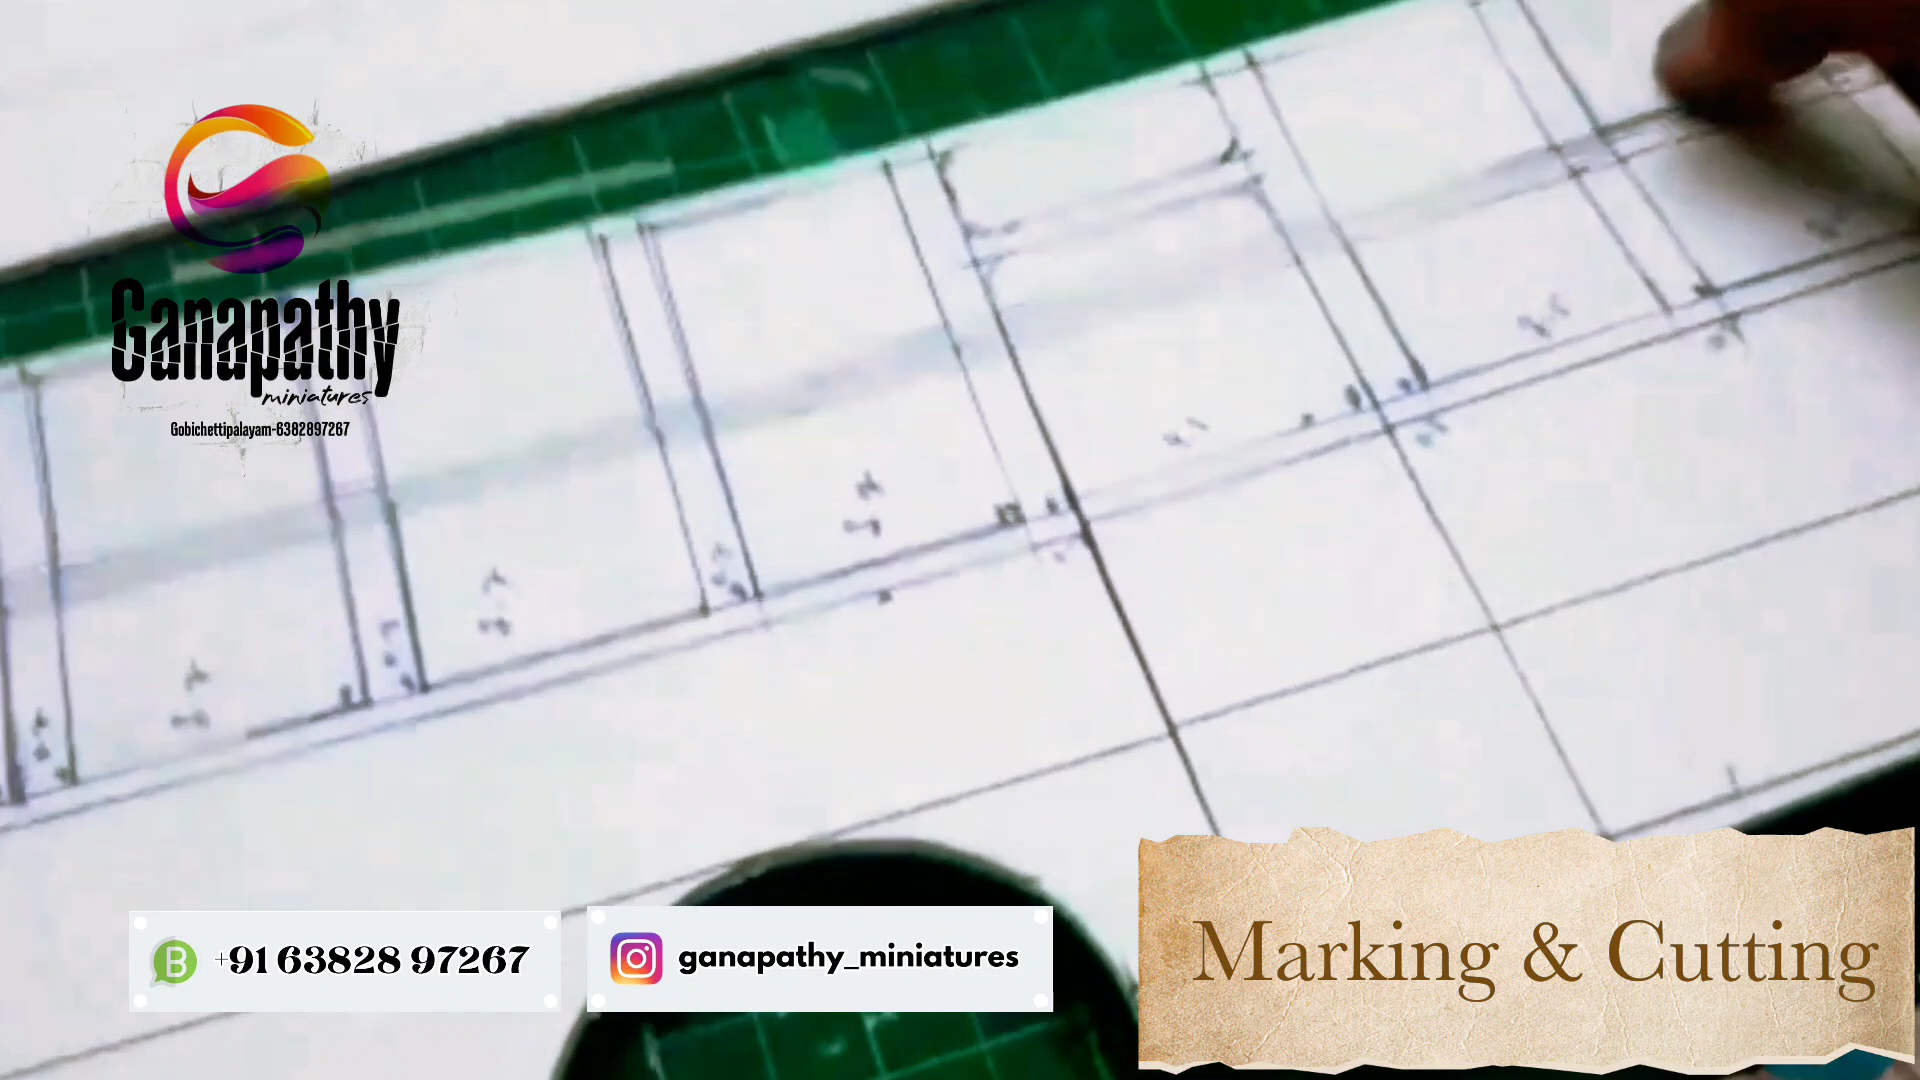 Ganapathy
miniatures
Gobichettipalayam-6382897267
+91 63828 97267
ganapathy_miniatures
Marking & Cutting